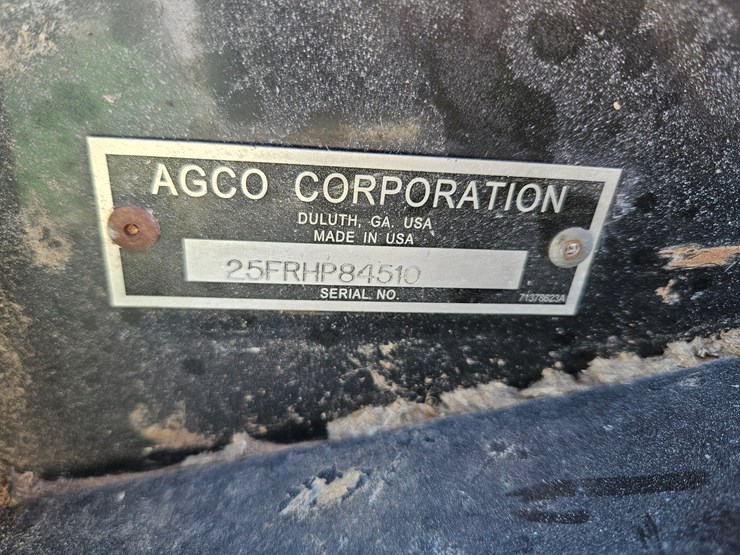 AGCO CORPORATION
DULUTH, GA. USA
MADE IN USA
25FRHP84510
SERIAL NO.
71378623A